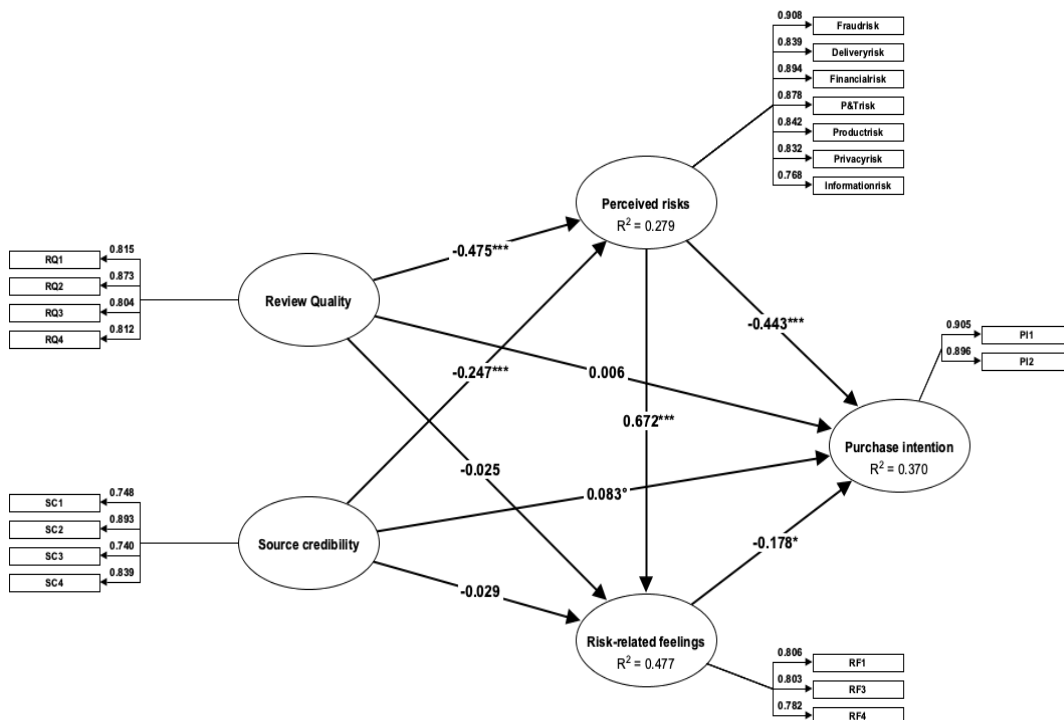 0.908
Fraudrisk
0.839
Deliveryrisk
0.894
Financialrisk
0.878
P&Trisk
0.842
Productrisk
0.832
Privacyrisk
0.768
Informationrisk
Perceived risks
R² = 0.279
-0.475***
0.815
RQ1
0.873
RQ2
0.804
RQ3
0.812
RQ4
Review Quality
-0.443***
0.905
PI1
0.896
PI2
-0.247***
0.006
0.672***
Purchase intention
R² = 0.370
-0.025
0.083°
0.748
SC1
0.893
SC2
0.740
SC3
0.839
SC4
Source credibility
-0.178*
-0.029
Risk-related feelings
R² = 0.477
0.806
RF1
0.803
RF3
0.782
RF4